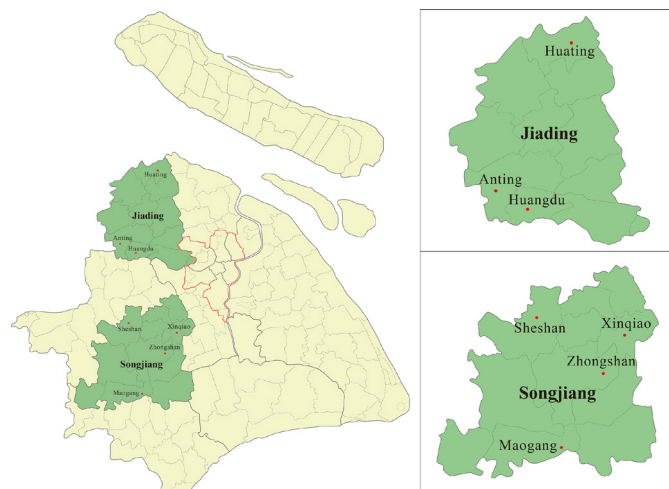 Huating
Jiading
Anting
Huangdu
Sheshan
Xinqiao
Zhongshan
Songjiang
Maogang
Huating
Jiading
Anting
Huangdu
Sheshan
Xinqiao
Zhongshan
Songjiang
Maogang